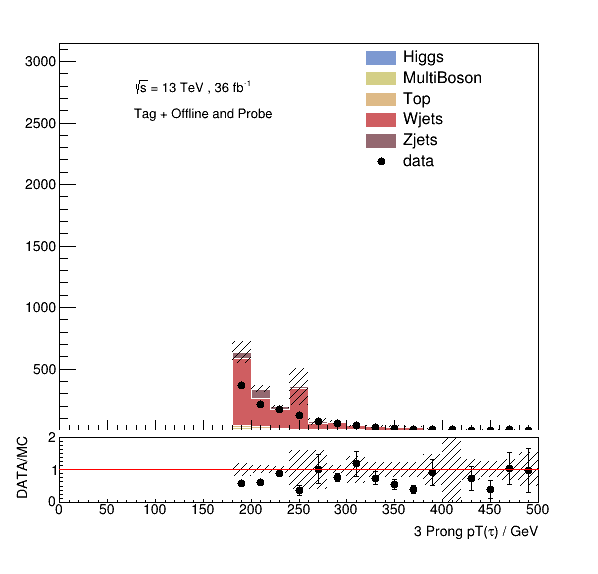 3000
2500
2000
1500
1000
500
√s = 13 TeV , 36 fb⁻¹
Tag + Offline and Probe
Higgs
MultiBoson
Top
Wjets
Zjets
data
DATA/MC
2
1
0
0 50 100 150 200 250 300 350 400 450 500
3 Prong pT(τ) / GeV